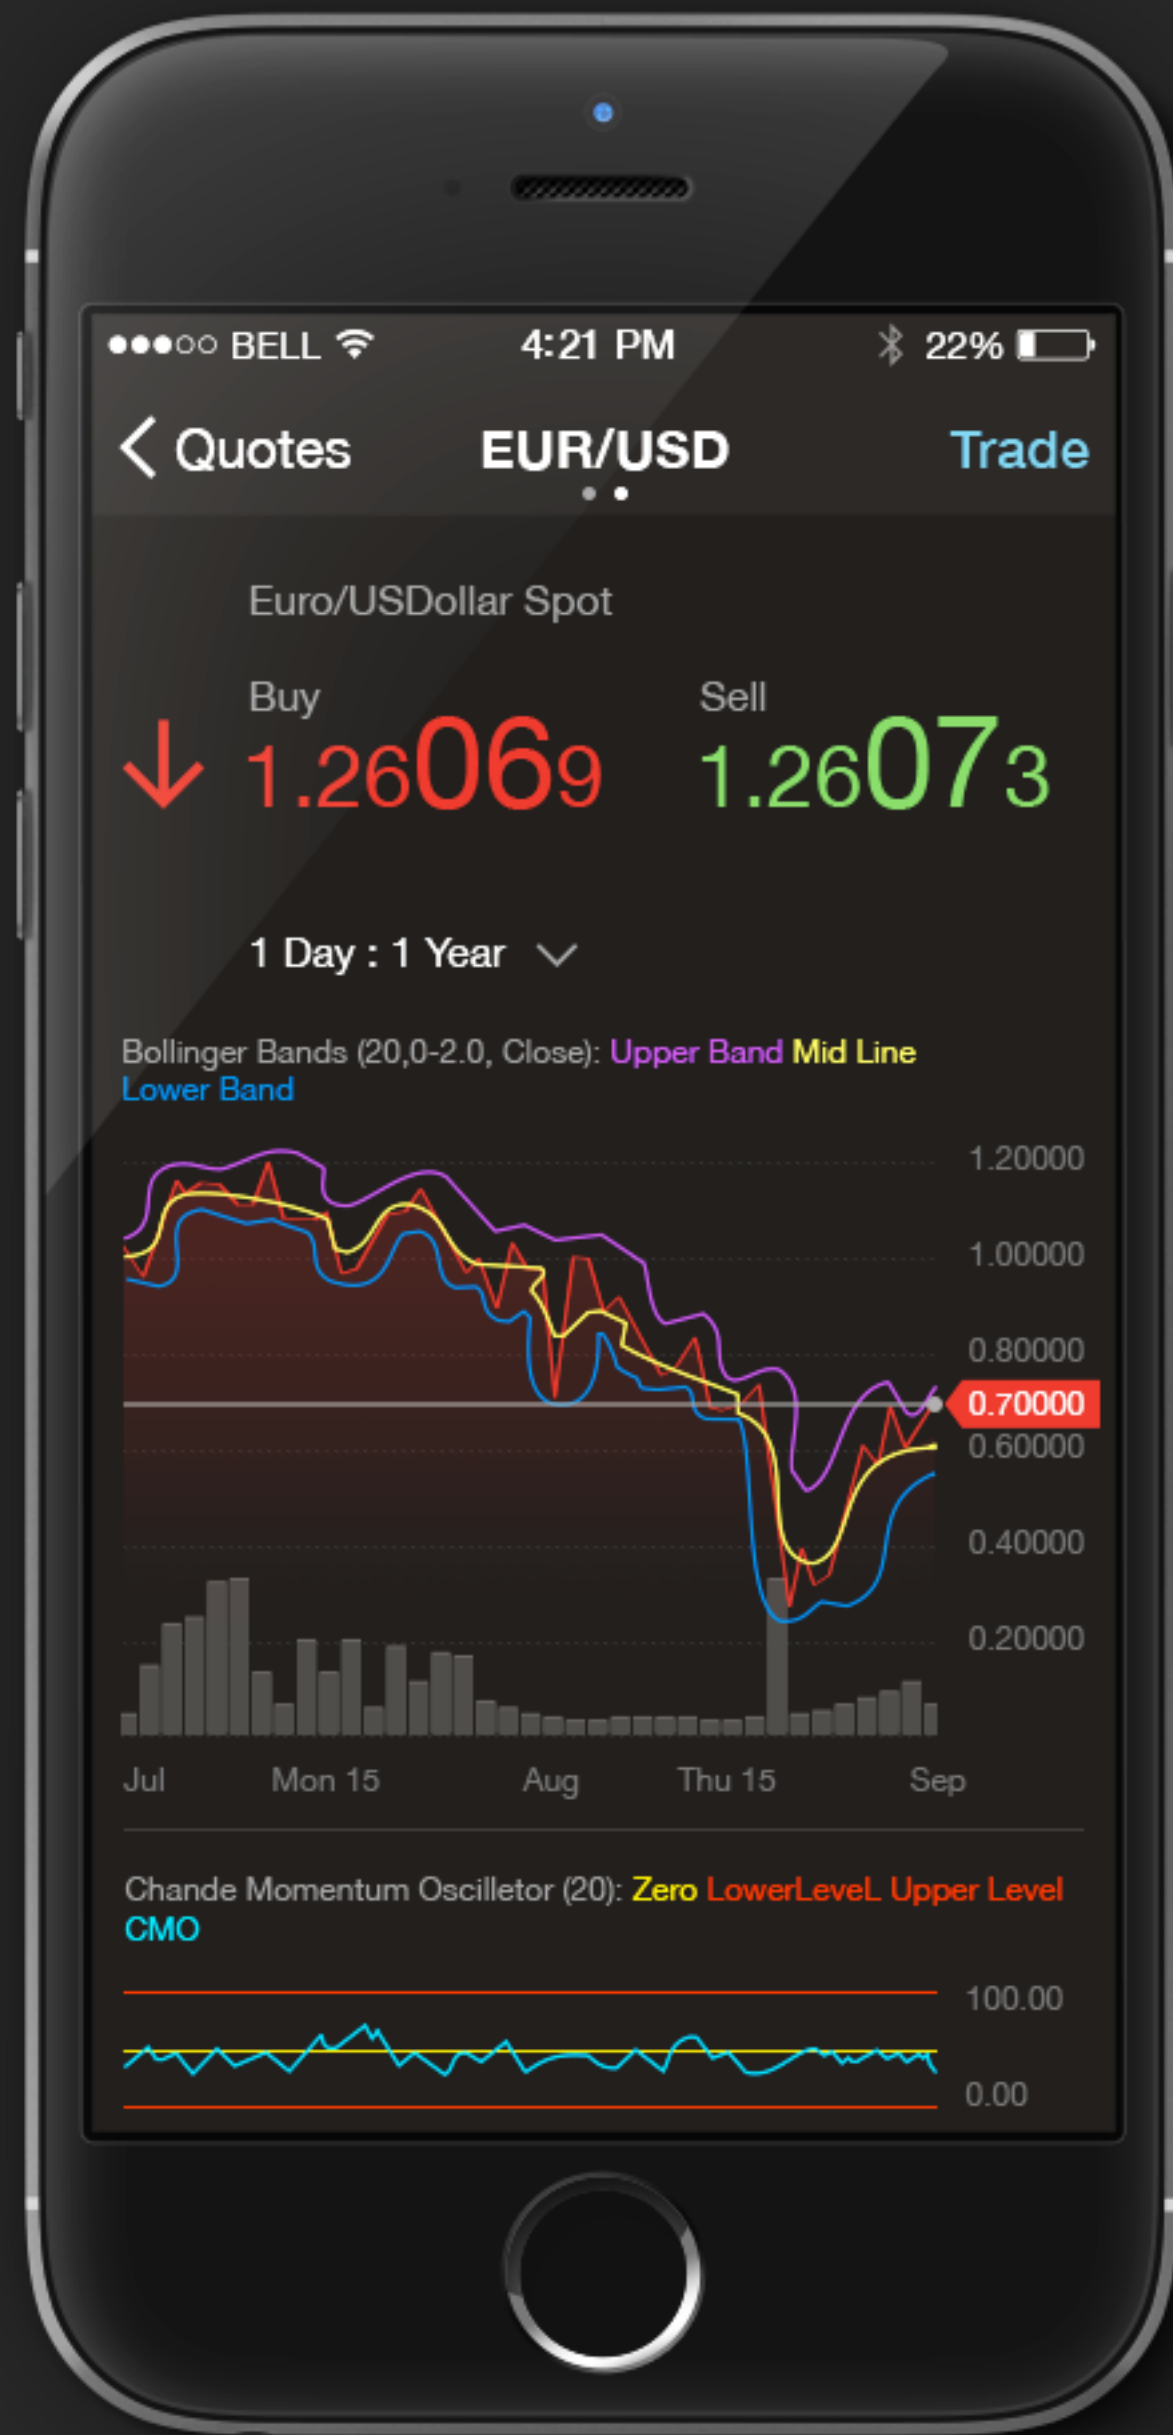 BELL 4:21 PM 22%
Quotes EUR/USD Trade
Euro/USDollar Spot
Buy Sell
1.26069 1.26073
1 Day : 1 Year
Bollinger Bands (20,0-2.0, Close): Upper Band Mid Line
Lower Band
1.20000
1.00000
0.80000
0.70000
0.60000
0.40000
0.20000
Jul Mon 15 Aug Thu 15 Sep
Chande Momentum Oscilletor (20): Zero LowerLeveL Upper Level
CMO
100.00
0.00